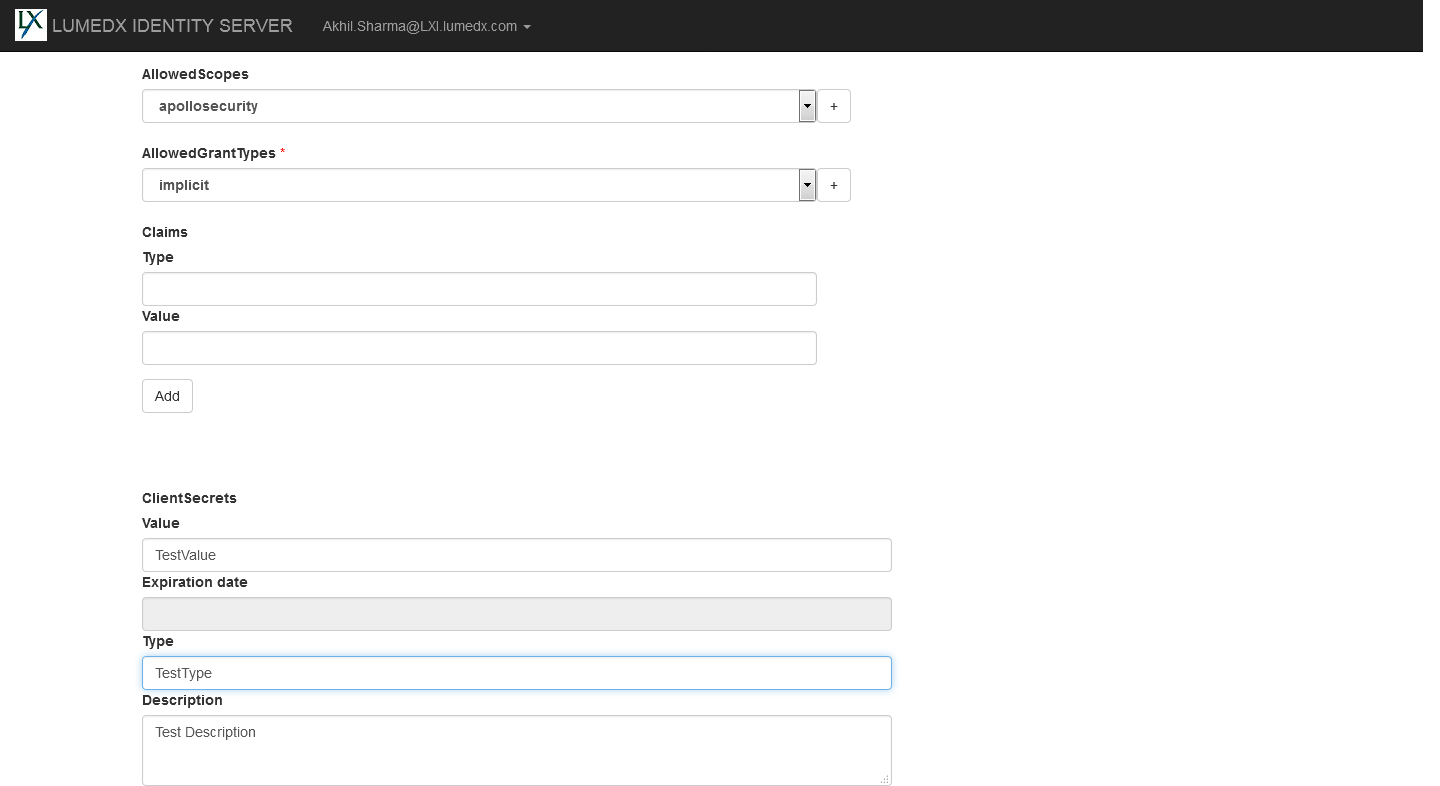 LX LUMEDX IDENTITY SERVER Akhil.Sharma@LXI.lumedx.com
AllowedScopes
apollosecurity +
AllowedGrantTypes *
implicit +
Claims
Type
Value
Add
ClientSecrets
Value
TestValue
Expiration date
Type
TestType
Description
Test Description